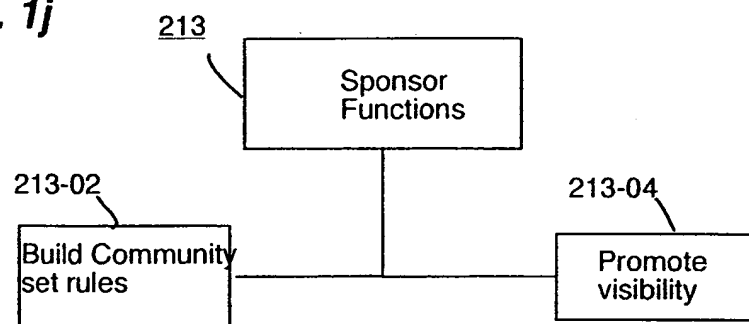 . 1j
213
Sponsor
Functions
213-02
213-04
Build Community
set rules
Promote
visibility